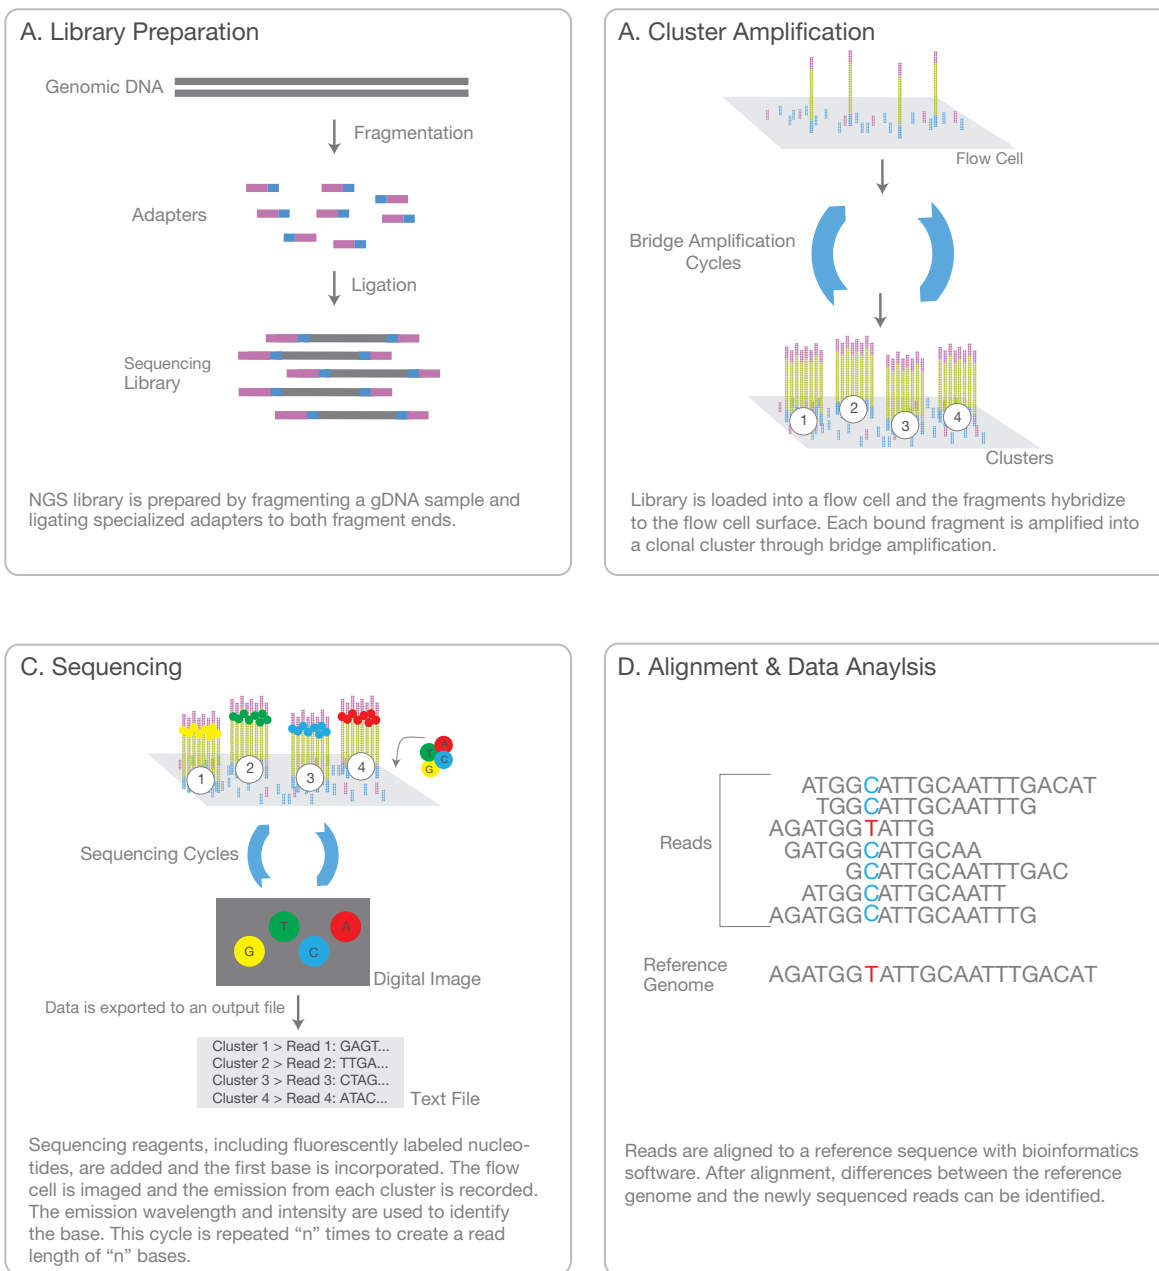 A. Library Preparation
Genomic DNA
Fragmentation
Adapters
Ligation
Sequencing
Library
NGS library is prepared by fragmenting a gDNA sample and
ligating specialized adapters to both fragment ends.
A. Cluster Amplification
Flow Cell
Bridge Amplification
Cycles
1
2
3
4
Clusters
Library is loaded into a flow cell and the fragments hybridize
to the flow cell surface. Each bound fragment is amplified into
a clonal cluster through bridge amplification.
C. Sequencing
1
2
3
4
A
T
C
G
Sequencing Cycles
T
A
G
C
Digital Image
Data is exported to an output file
Cluster 1 > Read 1: GAGT...
Cluster 2 > Read 2: TTGA...
Cluster 3 > Read 3: CTAG...
Cluster 4 > Read 4: ATAC...
Text File
Sequencing reagents, including fluorescently labeled nucleo-
tides, are added and the first base is incorporated. The flow
cell is imaged and the emission from each cluster is recorded.
The emission wavelength and intensity are used to identify
the base. This cycle is repeated “n” times to create a read
length of “n” bases.
D. Alignment & Data Anaylsis
Reads
ATGGCATTGCAATTTGACAT
TGGCATTGCAATTTG
AGATGGTATTG
GATGGCATTGCAA
GCATTGCAATTTGAC
ATGGCATTGCAATT
AGATGGCATTGCAATTTG
Reference
Genome
AGATGGTATTGCAATTTGACAT
Reads are aligned to a reference sequence with bioinformatics
software. After alignment, differences between the reference
genome and the newly sequenced reads can be identified.